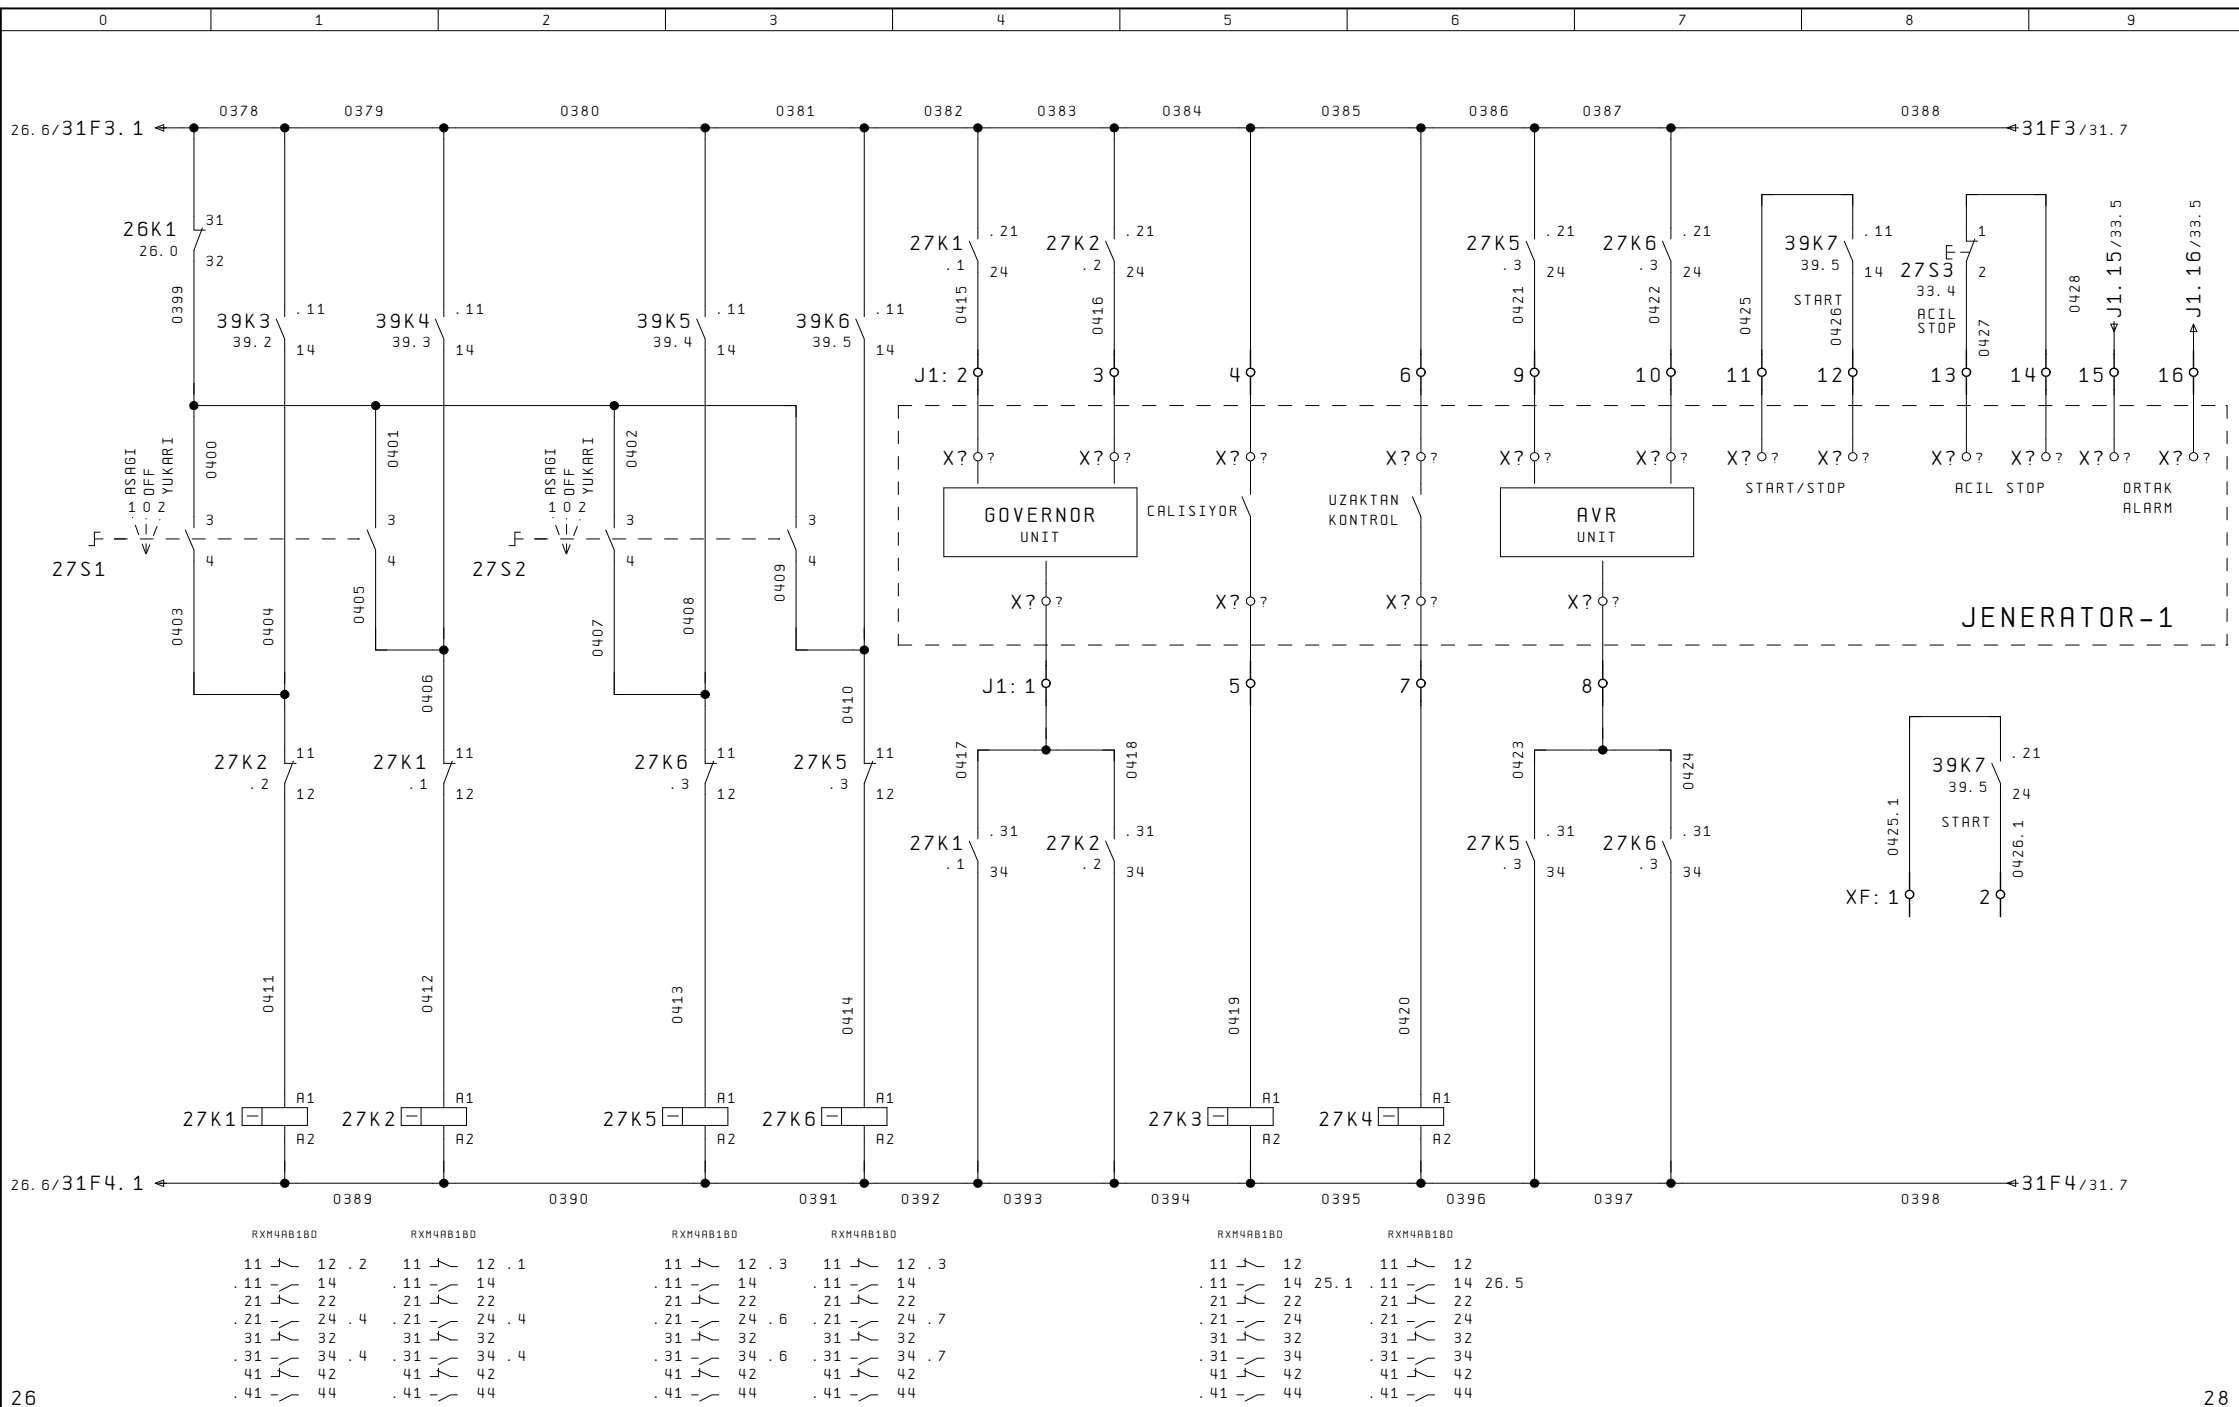 0 1 2 3 4 5 6 7 8 9
0378 0379 0380 0381 0382 0383 0384 0385 0386 0387 0388
26.6/31F3.1
31F3/31.7
26K1
26.0
31
32
0399
39K3
39.2
.11
14
39K4
39.3
.11
14
39K5
39.4
.11
14
39K6
39.5
.11
14
27K1
.1
.21
24
0415
27K2
.2
.21
24
0416
27K5
.3
.21
24
0421
27K6
.3
.21
24
0422
0425
39K7
39.5
.11
14
START
0426
27S3
33.4
ACIL
STOP
1
2
0427
0428
J1.15/33.5
J1.16/33.5
J1: 2 3 4 6 9 10 11 12 13 14 15 16
0400
0401
0402
1 ASAGI
0 OFF
2 YUKARI
27S1
3
4
3
4
1 ASAGI
0 OFF
2 YUKARI
27S2
3
4
3
4
X? ? X? ? X? ? X? ? X? ? X? ? X? ? X? ? X? ? X? ? X? ? X? ?
GOVERNOR
UNIT
CALISIYOR
UZAKTAN
KONTROL
AVR
UNIT
START/STOP
ACIL STOP
ORTAK
ALARM
0403
0404
0405
0406
0407
0408
0409
0410
X? ? X? ? X? ? X? ?
JENERATOR-1
J1: 1 5 7 8
27K2
.2
11
12
27K1
.1
11
12
27K6
.3
11
12
27K5
.3
11
12
0417
0418
0423
0424
27K1
.1
.31
34
27K2
.2
.31
34
27K5
.3
.31
34
27K6
.3
.31
34
39K7
39.5
.21
24
START
0425.1
0426.1
XF: 1 2
0411
0412
0413
0414
0419
0420
27K1
A1
A2
27K2
A1
A2
27K5
A1
A2
27K6
A1
A2
27K3
A1
A2
27K4
A1
A2
26.6/31F4.1
31F4/31.7
0389 0390 0391 0392 0393 0394 0395 0396 0397 0398
RXM4AB1BD RXM4AB1BD RXM4AB1BD RXM4AB1BD RXM4AB1BD RXM4AB1BD
11 12 .2 11 12 .1 11 12 .3 11 12 .3 11 12 11 12
.11 14 .11 14 .11 14 .11 14 .11 14 25.1 .11 14 26.5
21 22 21 22 21 22 21 22 21 22 21 22
.21 24 .4 .21 24 .4 .21 24 .6 .21 24 .7 .21 24 .21 24
31 32 31 32 31 32 31 32 31 32 31 32
.31 34 .4 .31 34 .4 .31 34 .6 .31 34 .7 .31 34 .31 34
41 42 41 42 41 42 41 42 41 42 41 42
.41 44 .41 44 .41 44 .41 44 .41 44 .41 44
26
28